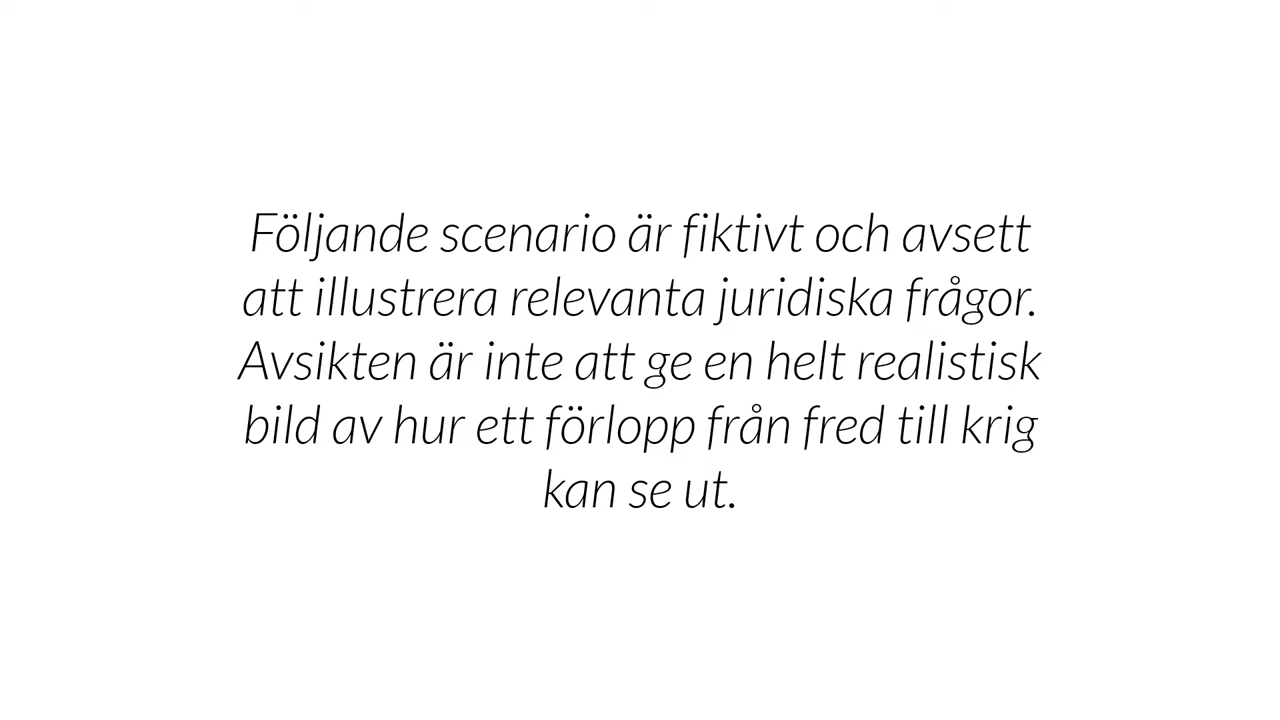 Följande scenario är fiktivt och avsett
att illustrera relevanta juridiska frågor.
Avsikten är inte att ge en helt realistisk
bild av hur ett förlopp från fred till krig
kan se ut.